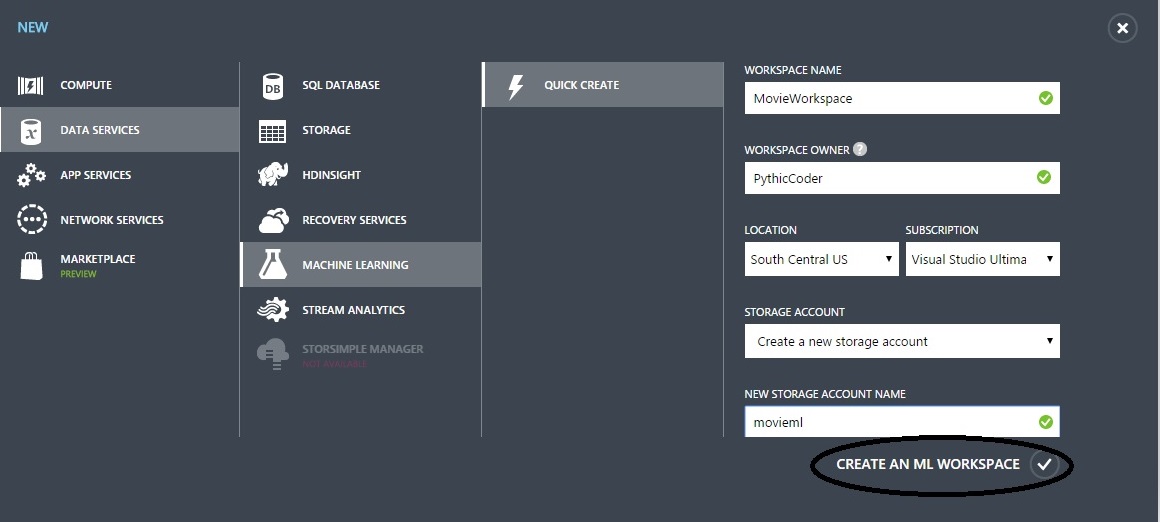 NEW
COMPUTE
DATA SERVICES
APP SERVICES
NETWORK SERVICES
MARKETPLACE
PREVIEW
DB
SQL DATABASE
STORAGE
HDINSIGHT
RECOVERY SERVICES
MACHINE LEARNING
STREAM ANALYTICS
STORSIMPLE MANAGER
NOT AVAILABLE
QUICK CREATE
WORKSPACE NAME
MovieWorkspace
WORKSPACE OWNER ?
PythicCoder
LOCATION SUBSCRIPTION
South Central US Visual Studio Ultima
STORAGE ACCOUNT
Create a new storage account
NEW STORAGE ACCOUNT NAME
movieml
CREATE AN ML WORKSPACE